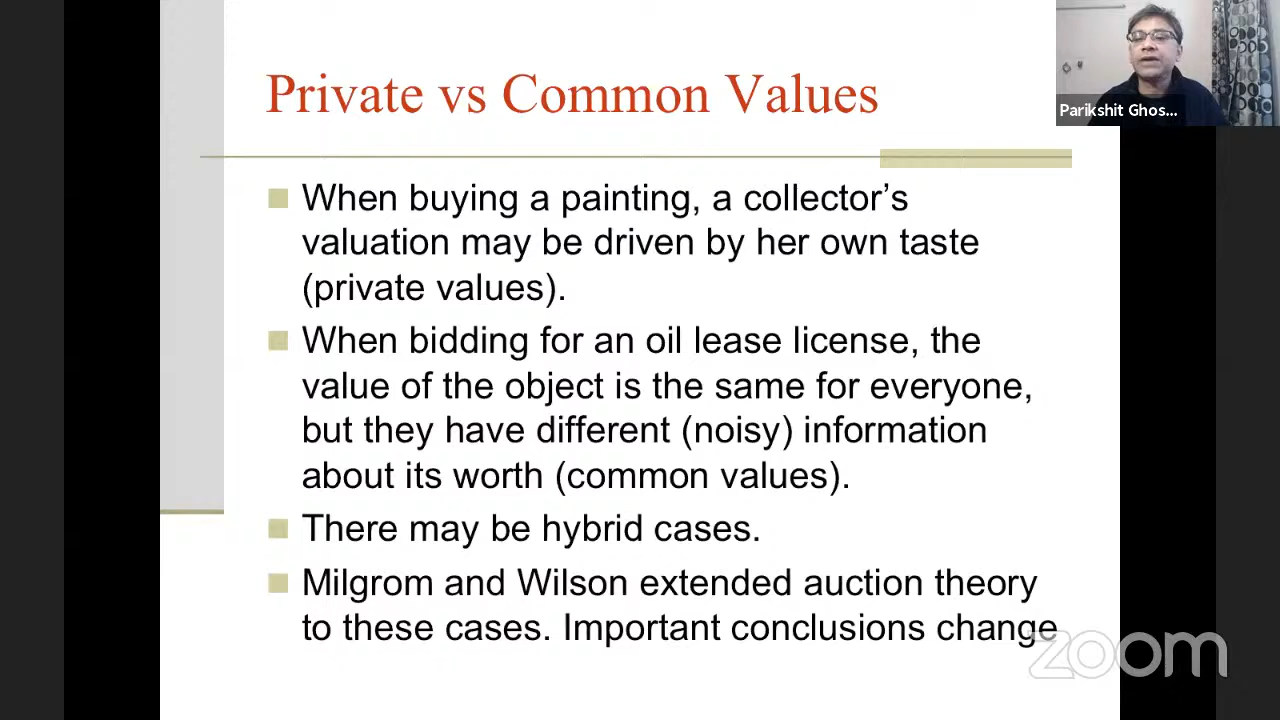 Private vs Common Values
Parikshit Ghos...
When buying a painting, a collector’s
valuation may be driven by her own taste
(private values).
When bidding for an oil lease license, the
value of the object is the same for everyone,
but they have different (noisy) information
about its worth (common values).
There may be hybrid cases.
Milgrom and Wilson extended auction theory
to these cases. Important conclusions change
zoom